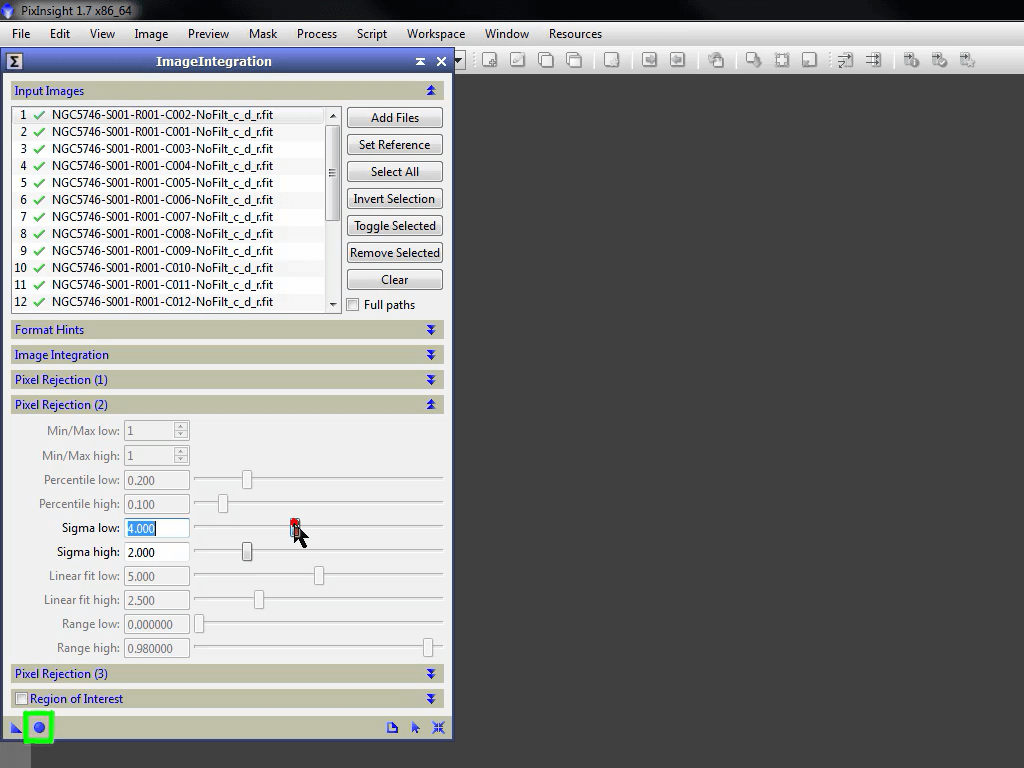 PixInsight 1.7 x86_64
File Edit View Image Preview Mask Process Script Workspace Window Resources
Σ ImageIntegration
Input Images
1 NGC5746-S001-R001-C002-NoFilt_c_d_r.fit
2 NGC5746-S001-R001-C001-NoFilt_c_d_r.fit
3 NGC5746-S001-R001-C003-NoFilt_c_d_r.fit
4 NGC5746-S001-R001-C004-NoFilt_c_d_r.fit
5 NGC5746-S001-R001-C005-NoFilt_c_d_r.fit
6 NGC5746-S001-R001-C006-NoFilt_c_d_r.fit
7 NGC5746-S001-R001-C007-NoFilt_c_d_r.fit
8 NGC5746-S001-R001-C008-NoFilt_c_d_r.fit
9 NGC5746-S001-R001-C009-NoFilt_c_d_r.fit
10 NGC5746-S001-R001-C010-NoFilt_c_d_r.fit
11 NGC5746-S001-R001-C011-NoFilt_c_d_r.fit
12 NGC5746-S001-R001-C012-NoFilt_c_d_r.fit
Add Files
Set Reference
Select All
Invert Selection
Toggle Selected
Remove Selected
Clear
Full paths
Format Hints
Image Integration
Pixel Rejection (1)
Pixel Rejection (2)
Min/Max low: 1
Min/Max high: 1
Percentile low: 0.200
Percentile high: 0.100
Sigma low: 4.000
Sigma high: 2.000
Linear fit low: 5.000
Linear fit high: 2.500
Range low: 0.000000
Range high: 0.980000
Pixel Rejection (3)
Region of Interest